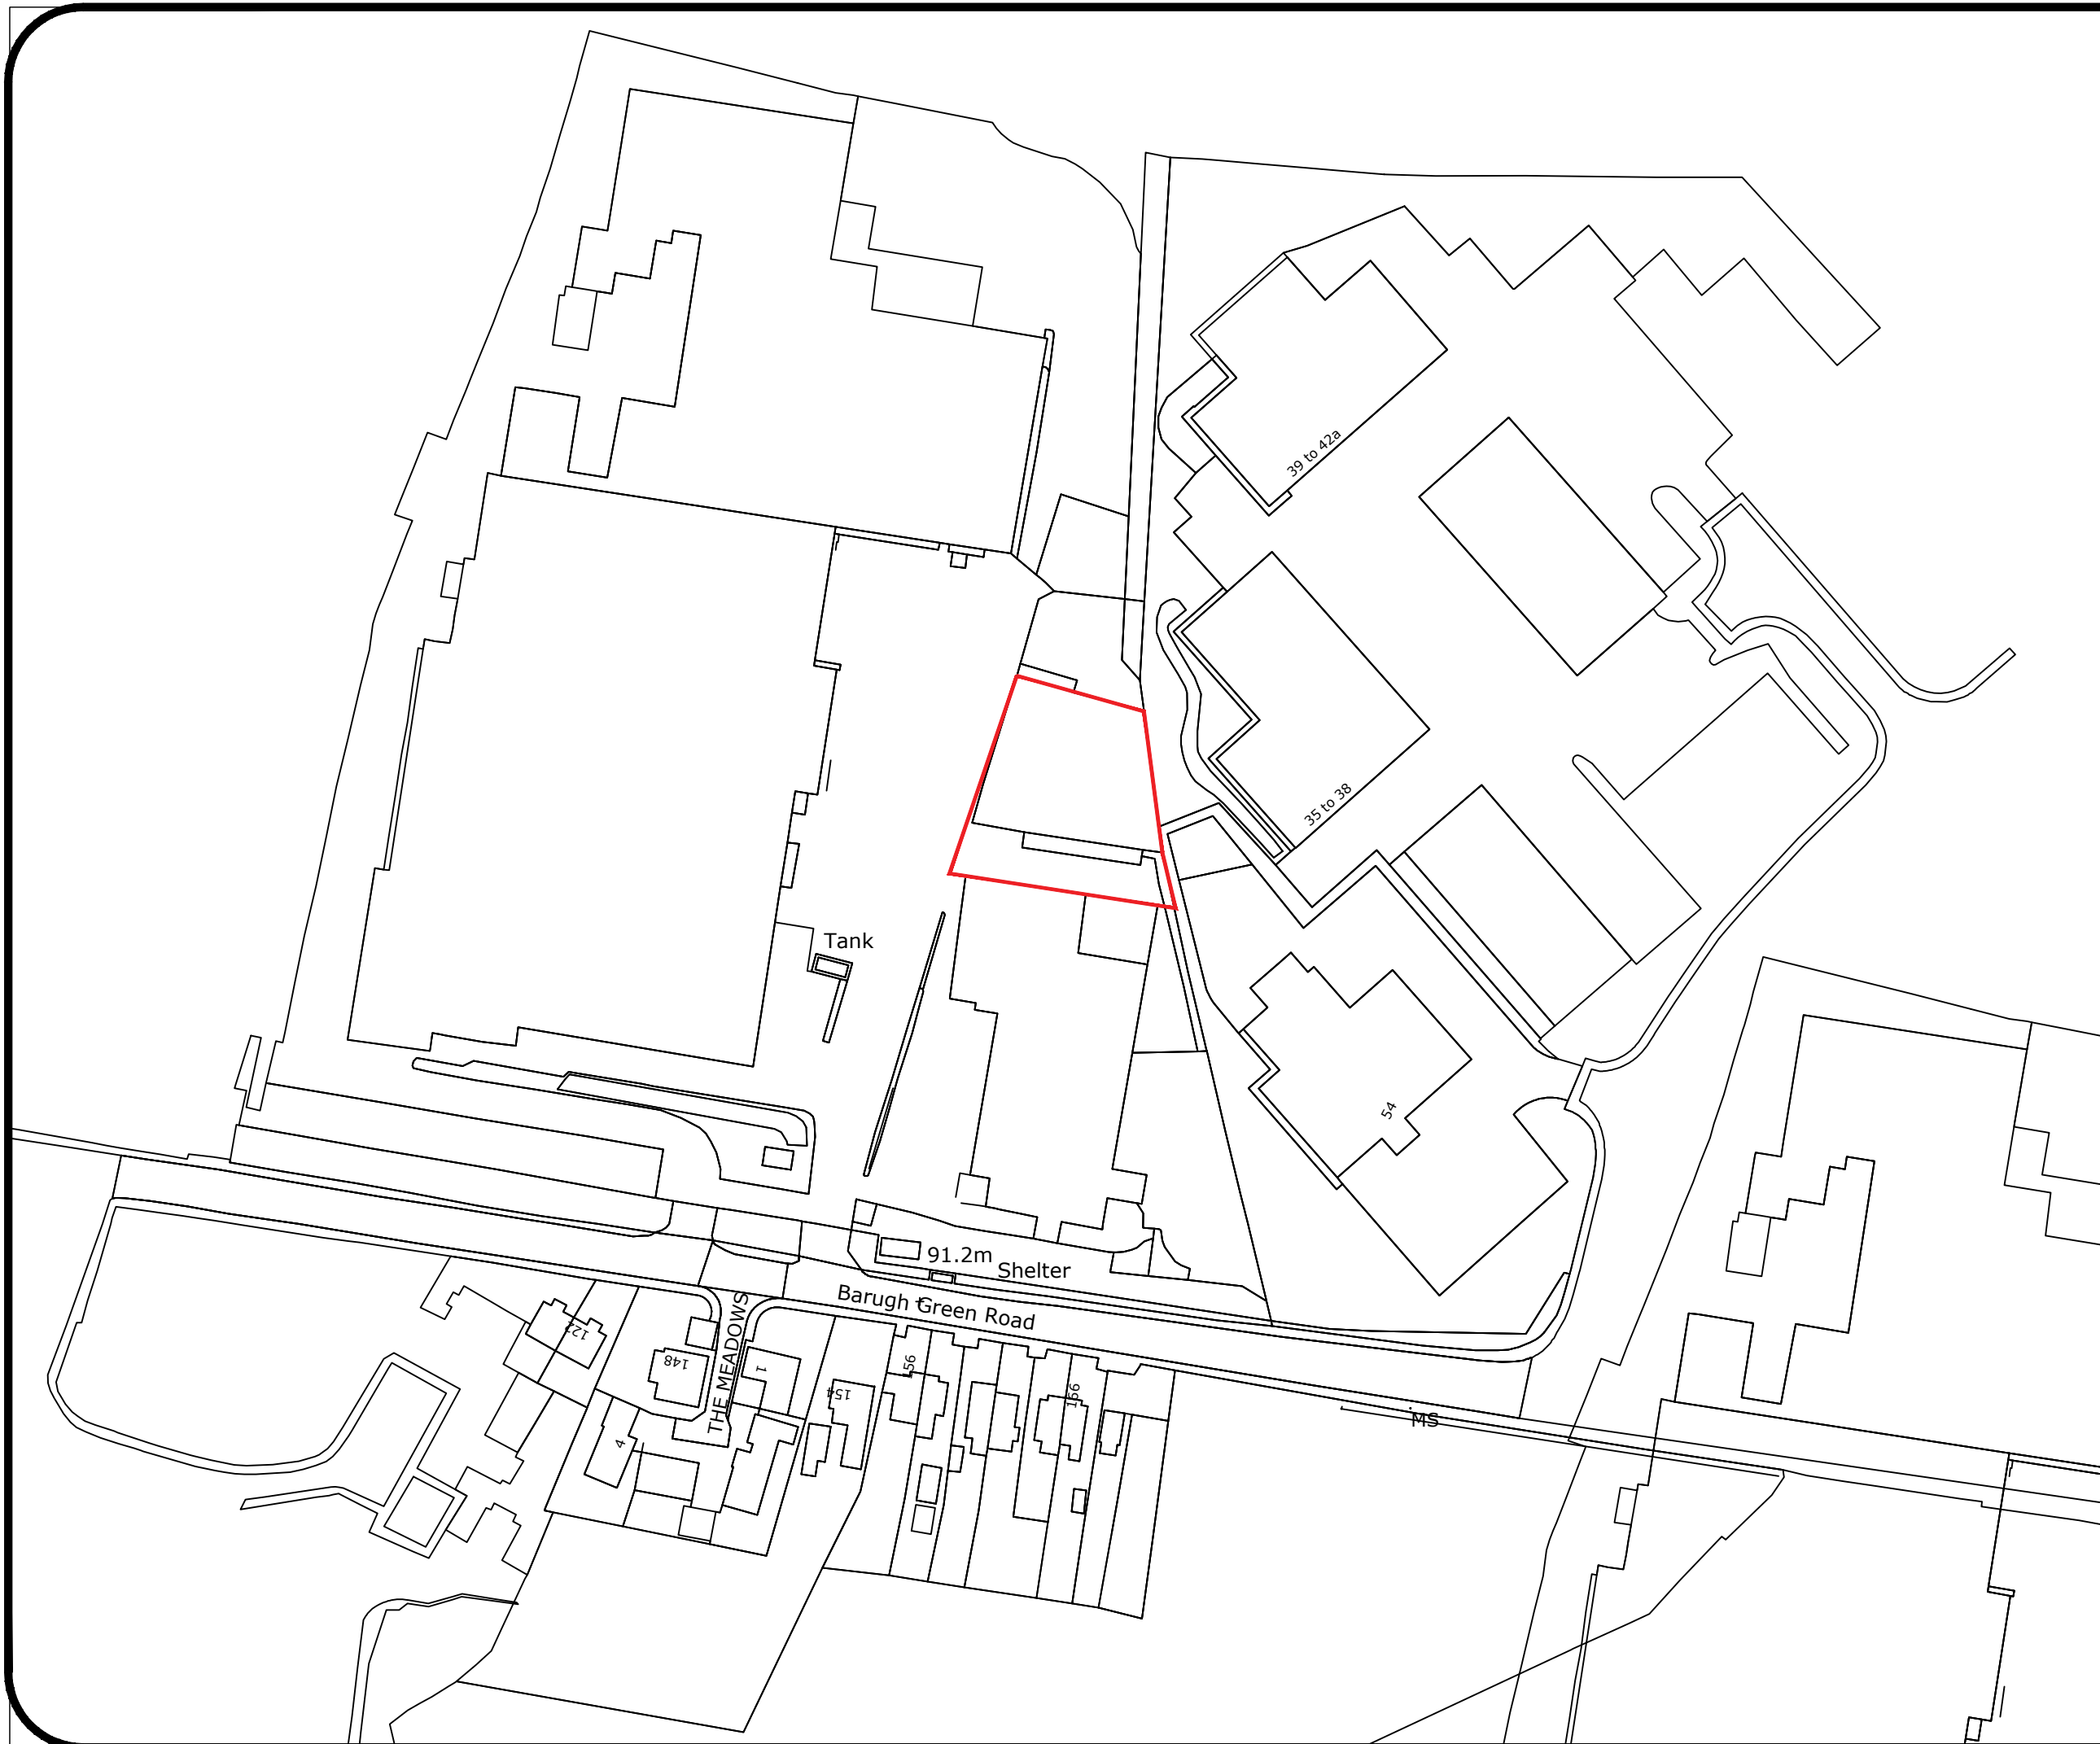 39 to 42a
35 to 38
Tank
54
91.2m
Shelter
Barugh Green Road
THE MEADOWS
122
148
1
154
156
166
MS
4